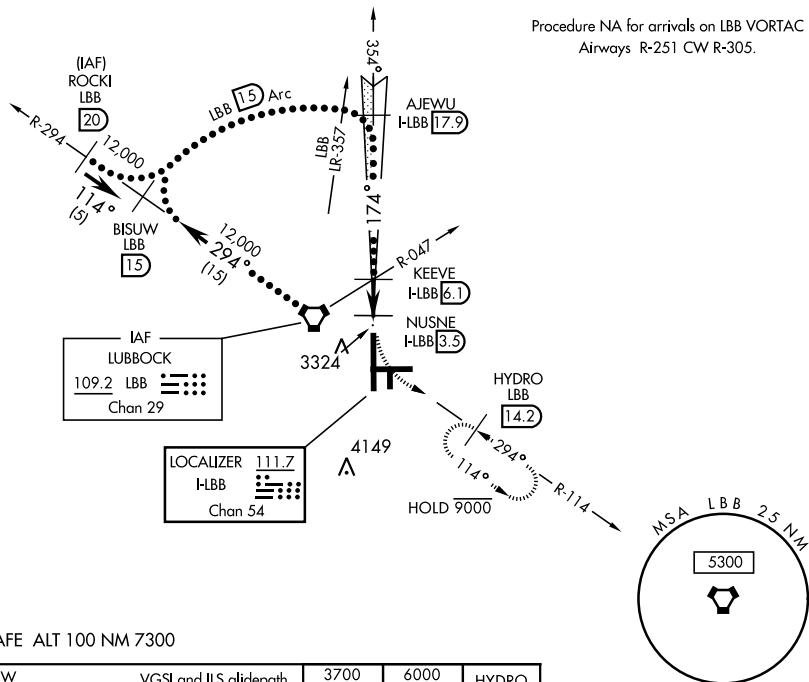 Procedure NA for arrivals on LBB VORTAC
Airways R-251 CW R-305.
(IAF)
ROCKI
LBB
20
R-294
12,000
114°
(5)
BISUW
LBB
15
LBB 15 Arc
LBB
LR-357
354°
AJEWU
I-LBB 17.9
174°
12,000
294°
(15)
R-047
KEEVE
I-LBB 6.1
NUSNE
I-LBB 3.5
IAF
LUBBOCK
109.2 LBB
Chan 29
3324
HYDRO
LBB
14.2
LOCALIZER 111.7
I-LBB
Chan 54
4149
294°
114°
R-114
HOLD 9000
MSA LBB 25 NM
5300
AFE ALT 100 NM 7300
W
VGSI and ILS glidepath
3700
6000
HYDRO